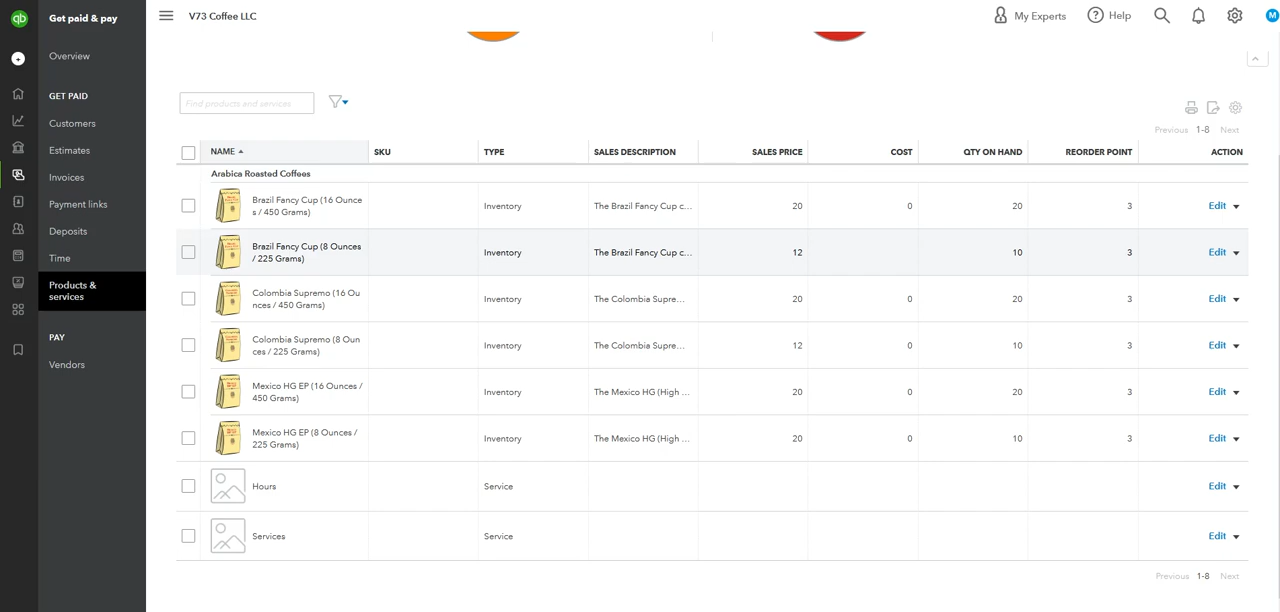 qb
Get paid & pay
V73 Coffee LLC
My Experts
Help
M
Overview
GET PAID
Customers
Estimates
Invoices
Payment links
Deposits
Time
Products &
services
PAY
Vendors
Find products and services
Previous 1-8 Next
NAME SKU TYPE SALES DESCRIPTION SALES PRICE COST QTY ON HAND REORDER POINT ACTION
Arabica Roasted Coffees
Brazil Fancy Cup (16 Ounce
s / 450 Grams)
Inventory The Brazil Fancy Cup c... 20 0 20 3 Edit
Brazil Fancy Cup (8 Ounces
/ 225 Grams)
Inventory The Brazil Fancy Cup c... 12 10 3 Edit
Colombia Supremo (16 Ou
nces / 450 Grams)
Inventory The Colombia Supre... 20 0 20 3 Edit
Colombia Supremo (8 Oun
ces / 225 Grams)
Inventory The Colombia Supre... 12 0 10 3 Edit
Mexico HG EP (16 Ounces /
450 Grams)
Inventory The Mexico HG (High ... 20 0 20 3 Edit
Mexico HG EP (8 Ounces /
225 Grams)
Inventory The Mexico HG (High ... 20 0 10 3 Edit
Hours Service Edit
Services Service Edit
Previous 1-8 Next